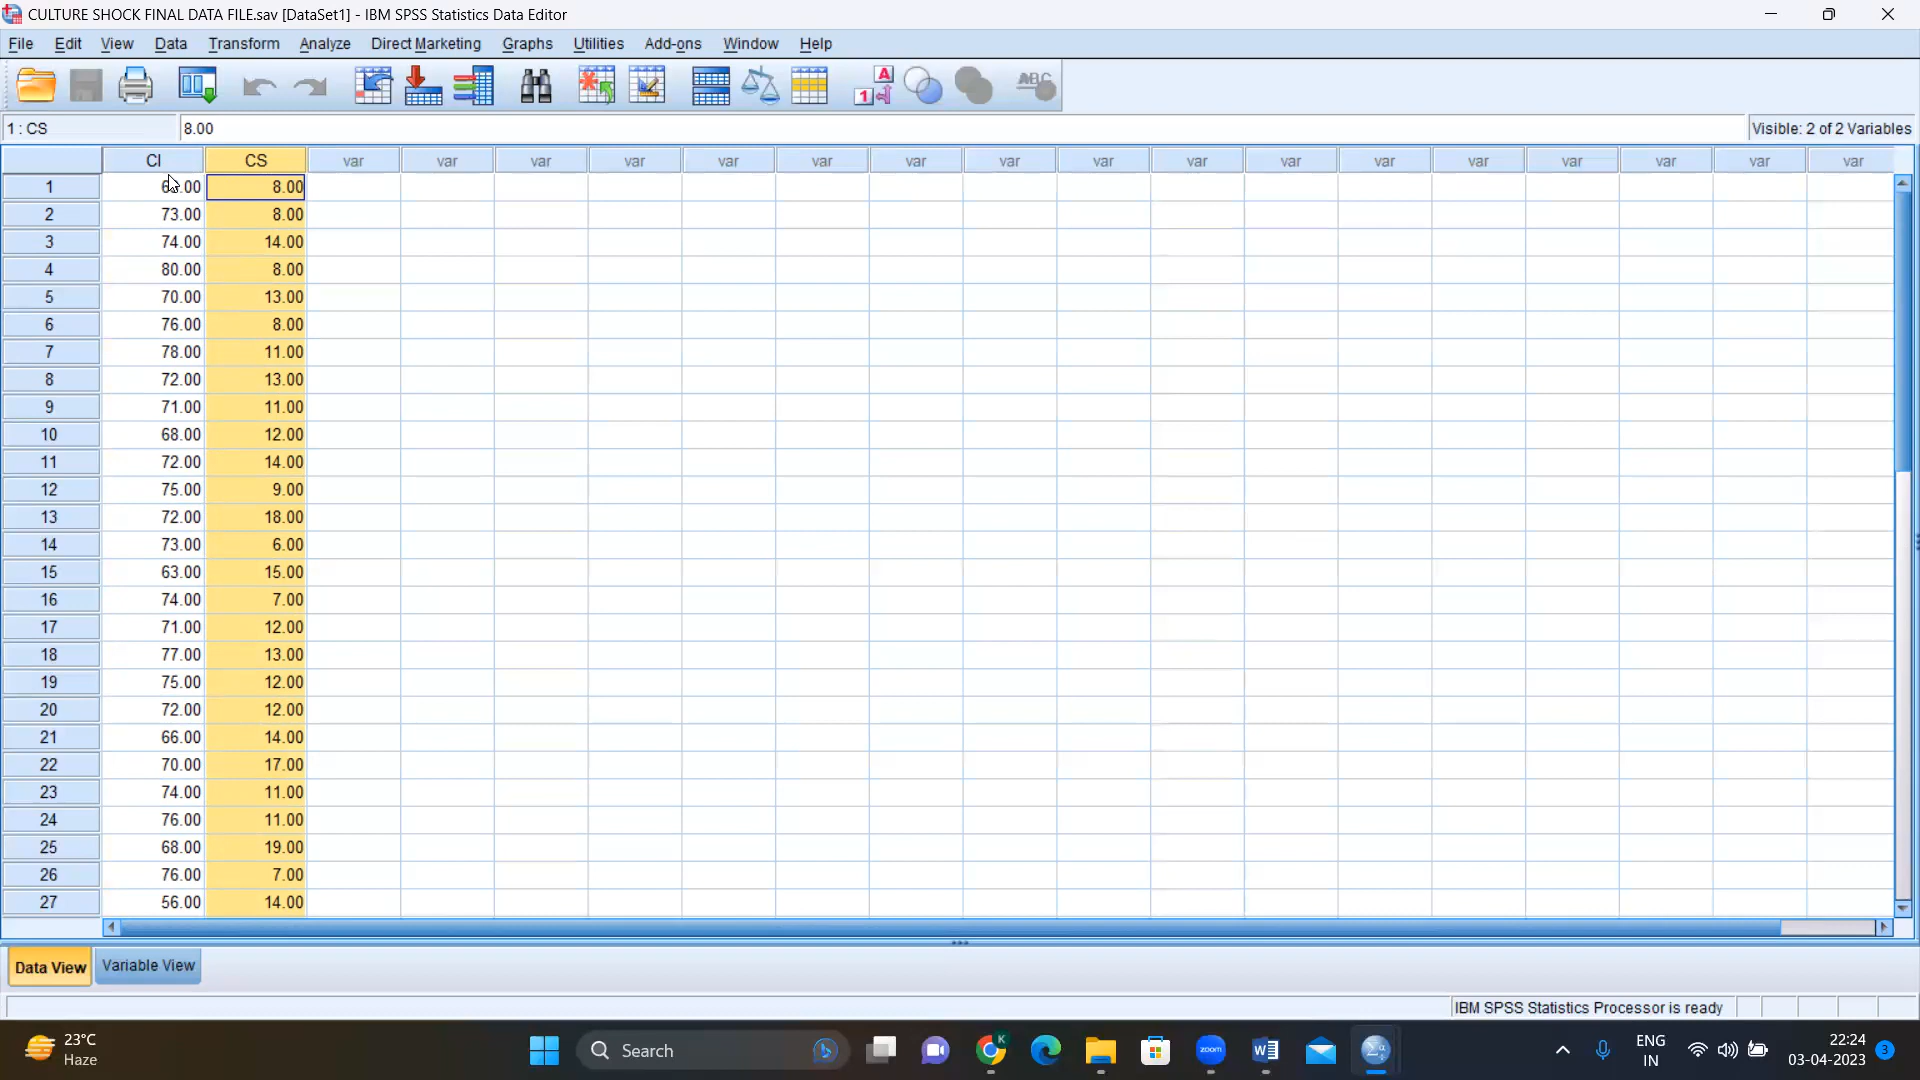 CULTURE SHOCK FINAL DATA FILE.sav [DataSet1] - IBM SPSS Statistics Data Editor
File Edit View Data Transform Analyze Direct Marketing Graphs Utilities Add-ons Window Help
A
1
ABC
1 : CS 8.00 Visible: 2 of 2 Variables
CI CS var var var var var var var var var var var var var var var var var
1 .00 8.00
2 73.00 8.00
3 74.00 14.00
4 80.00 8.00
5 70.00 13.00
6 76.00 8.00
7 78.00 11.00
8 72.00 13.00
9 71.00 11.00
10 68.00 12.00
11 72.00 14.00
12 75.00 9.00
13 72.00 18.00
14 73.00 6.00
15 63.00 15.00
16 74.00 7.00
17 71.00 12.00
18 77.00 13.00
19 75.00 12.00
20 72.00 12.00
21 66.00 14.00
22 70.00 17.00
23 74.00 11.00
24 76.00 11.00
25 68.00 19.00
26 76.00 7.00
27 56.00 14.00
Data View Variable View
IBM SPSS Statistics Processor is ready
23°C
Haze
Search
K
zoom
W
Σα
ENG
IN
22:24
03-04-2023
3